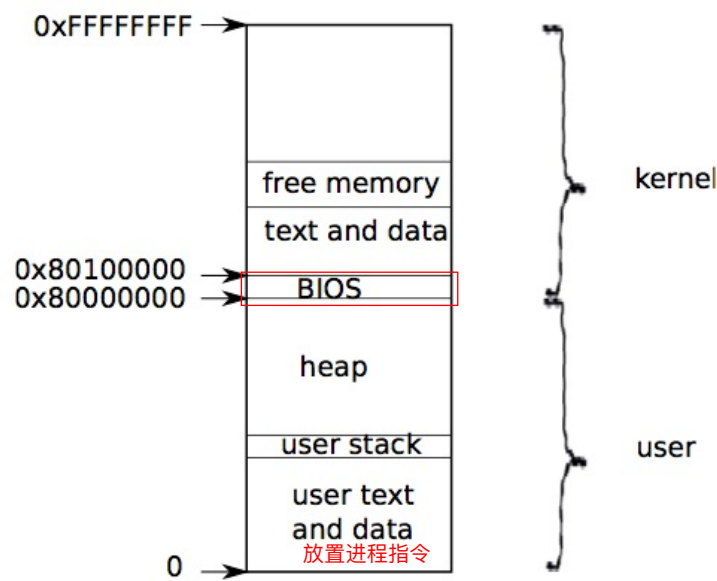 0xFFFFFFFF
free memory
kernel
text and data
0x80100000
BIOS
0x80000000
heap
user stack
user
user text
and data
放置进程指令
0